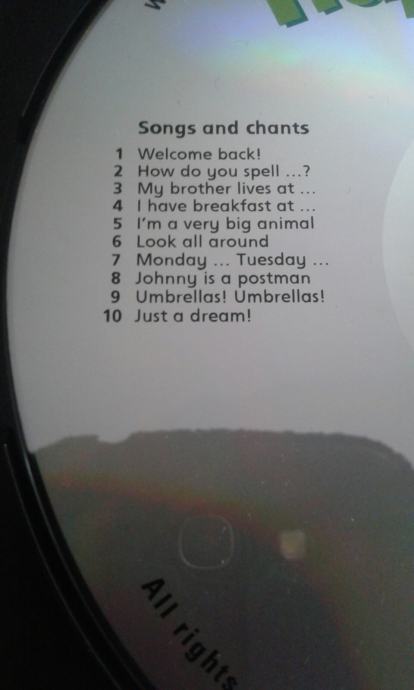 Songs and chants
1 Welcome back!
2 How do you spell ...?
3 My brother lives at ...
4 I have breakfast at ...
5 I'm a very big animal
6 Look all around
7 Monday ... Tuesday ...
8 Johnny is a postman
9 Umbrellas! Umbrellas!
10 Just a dream!
All rights